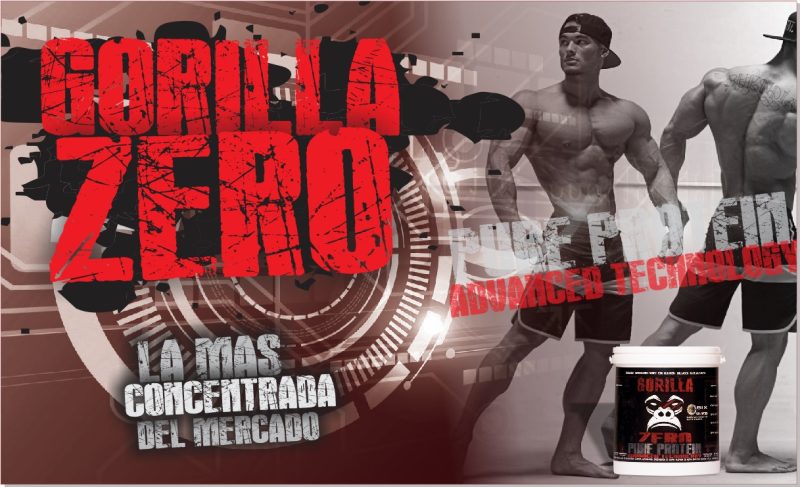 GORILLA
ZERO
PURE PROTEIN
ADVANCED TECHNOLOGY
LA MAS
CONCENTRADA
DEL MERCADO
GORILLA
ZERO
PURE PROTEIN